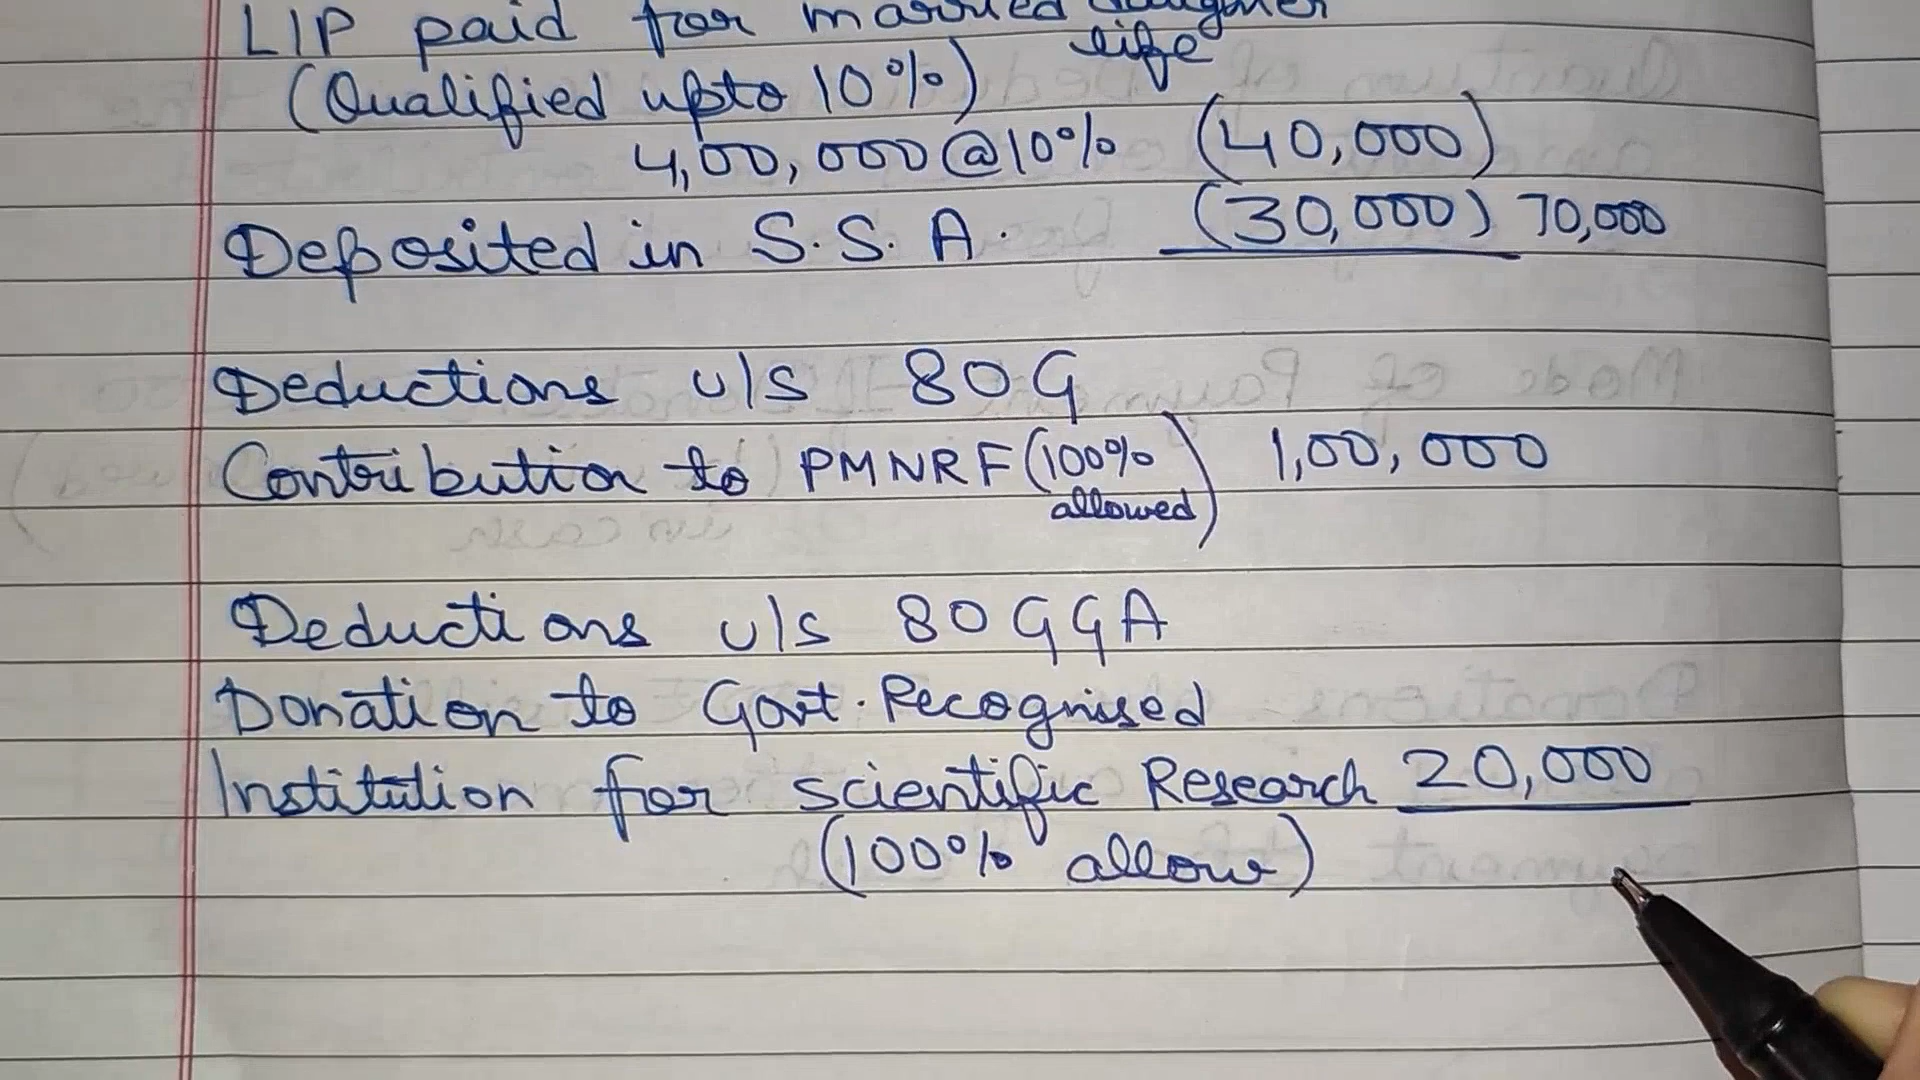 LIP paid for married daughter
life
(Qualified upto 10%)
4,00,000@10% (40,000)
Deposited in S.S.A. (30,000) 70,000
Deductions u/s 80G
Contribution to PMNRF (100% allowed) 1,00,000
Deductions u/s 80GGA
Donation to Govt. Recognised
Institution for scientific Research 20,000
(100% allow)